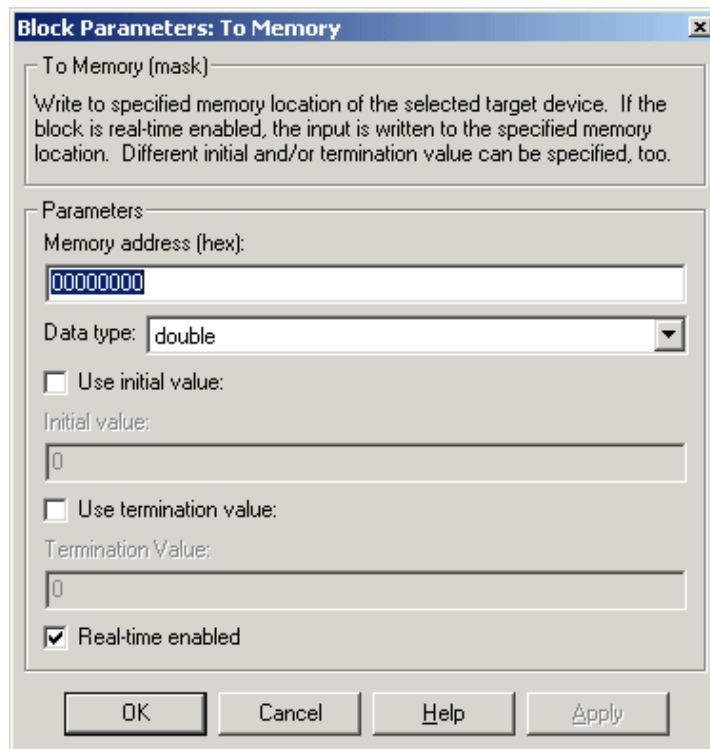 Block Parameters: To Memory
To Memory (mask)
Write to specified memory location of the selected target device. If the
block is real-time enabled, the input is written to the specified memory
location. Different initial and/or termination value can be specified, too.
Parameters
Memory address (hex):
00000000
Data type: double
Use initial value:
Initial value:
0
Use termination value:
Termination Value:
0
Real-time enabled
OK Cancel Help Apply